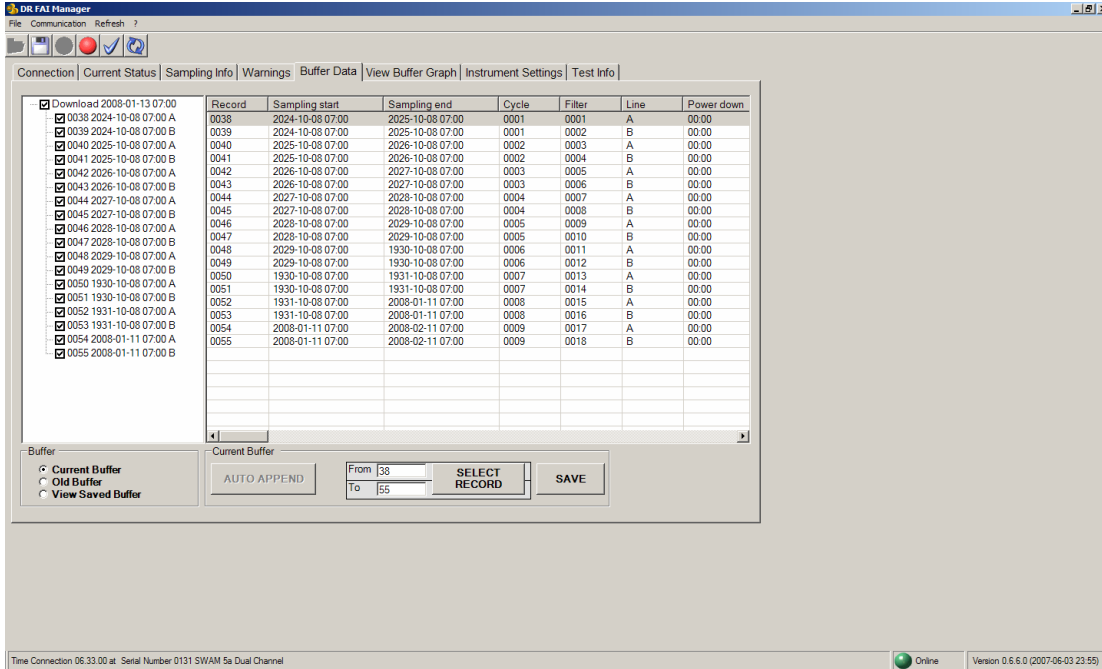 DR FAI Manager
File Communication Refresh ?
Connection Current Status Sampling Info Warnings Buffer Data View Buffer Graph Instrument Settings Test Info
Download 2008-01-13 07:00
0038 2024-10-08 07:00 A
0039 2024-10-08 07:00 B
0040 2025-10-08 07:00 A
0041 2025-10-08 07:00 B
0042 2026-10-08 07:00 A
0043 2026-10-08 07:00 B
0044 2027-10-08 07:00 A
0045 2027-10-08 07:00 B
0046 2028-10-08 07:00 A
0047 2028-10-08 07:00 B
0048 2029-10-08 07:00 A
0049 2029-10-08 07:00 B
0050 1930-10-08 07:00 A
0051 1930-10-08 07:00 B
0052 1931-10-08 07:00 A
0053 1931-10-08 07:00 B
0054 2008-01-11 07:00 A
0055 2008-01-11 07:00 B
Record Sampling start Sampling end Cycle Filter Line Power down
0038 2024-10-08 07:00 2025-10-08 07:00 0001 0001 A 00:00
0039 2024-10-08 07:00 2025-10-08 07:00 0001 0002 B 00:00
0040 2025-10-08 07:00 2026-10-08 07:00 0002 0003 A 00:00
0041 2025-10-08 07:00 2026-10-08 07:00 0002 0004 B 00:00
0042 2026-10-08 07:00 2027-10-08 07:00 0003 0005 A 00:00
0043 2026-10-08 07:00 2027-10-08 07:00 0003 0006 B 00:00
0044 2027-10-08 07:00 2028-10-08 07:00 0004 0007 A 00:00
0045 2027-10-08 07:00 2028-10-08 07:00 0004 0008 B 00:00
0046 2028-10-08 07:00 2029-10-08 07:00 0005 0009 A 00:00
0047 2028-10-08 07:00 2029-10-08 07:00 0005 0010 B 00:00
0048 2029-10-08 07:00 1930-10-08 07:00 0006 0011 A 00:00
0049 2029-10-08 07:00 1930-10-08 07:00 0006 0012 B 00:00
0050 1930-10-08 07:00 1931-10-08 07:00 0007 0013 A 00:00
0051 1930-10-08 07:00 1931-10-08 07:00 0007 0014 B 00:00
0052 1931-10-08 07:00 2008-01-11 07:00 0008 0015 A 00:00
0053 1931-10-08 07:00 2008-01-11 07:00 0008 0016 B 00:00
0054 2008-01-11 07:00 2008-02-11 07:00 0009 0017 A 00:00
0055 2008-01-11 07:00 2008-02-11 07:00 0009 0018 B 00:00
Buffer
Current Buffer
Old Buffer
View Saved Buffer
Current Buffer
AUTO APPEND
From 38
To 55
SELECT RECORD
SAVE
Time Connection 06.33.00 at Serial Number 0131 SWAM 5a Dual Channel
Online
Version 0.6.6.0 (2007-06-03 23:55)